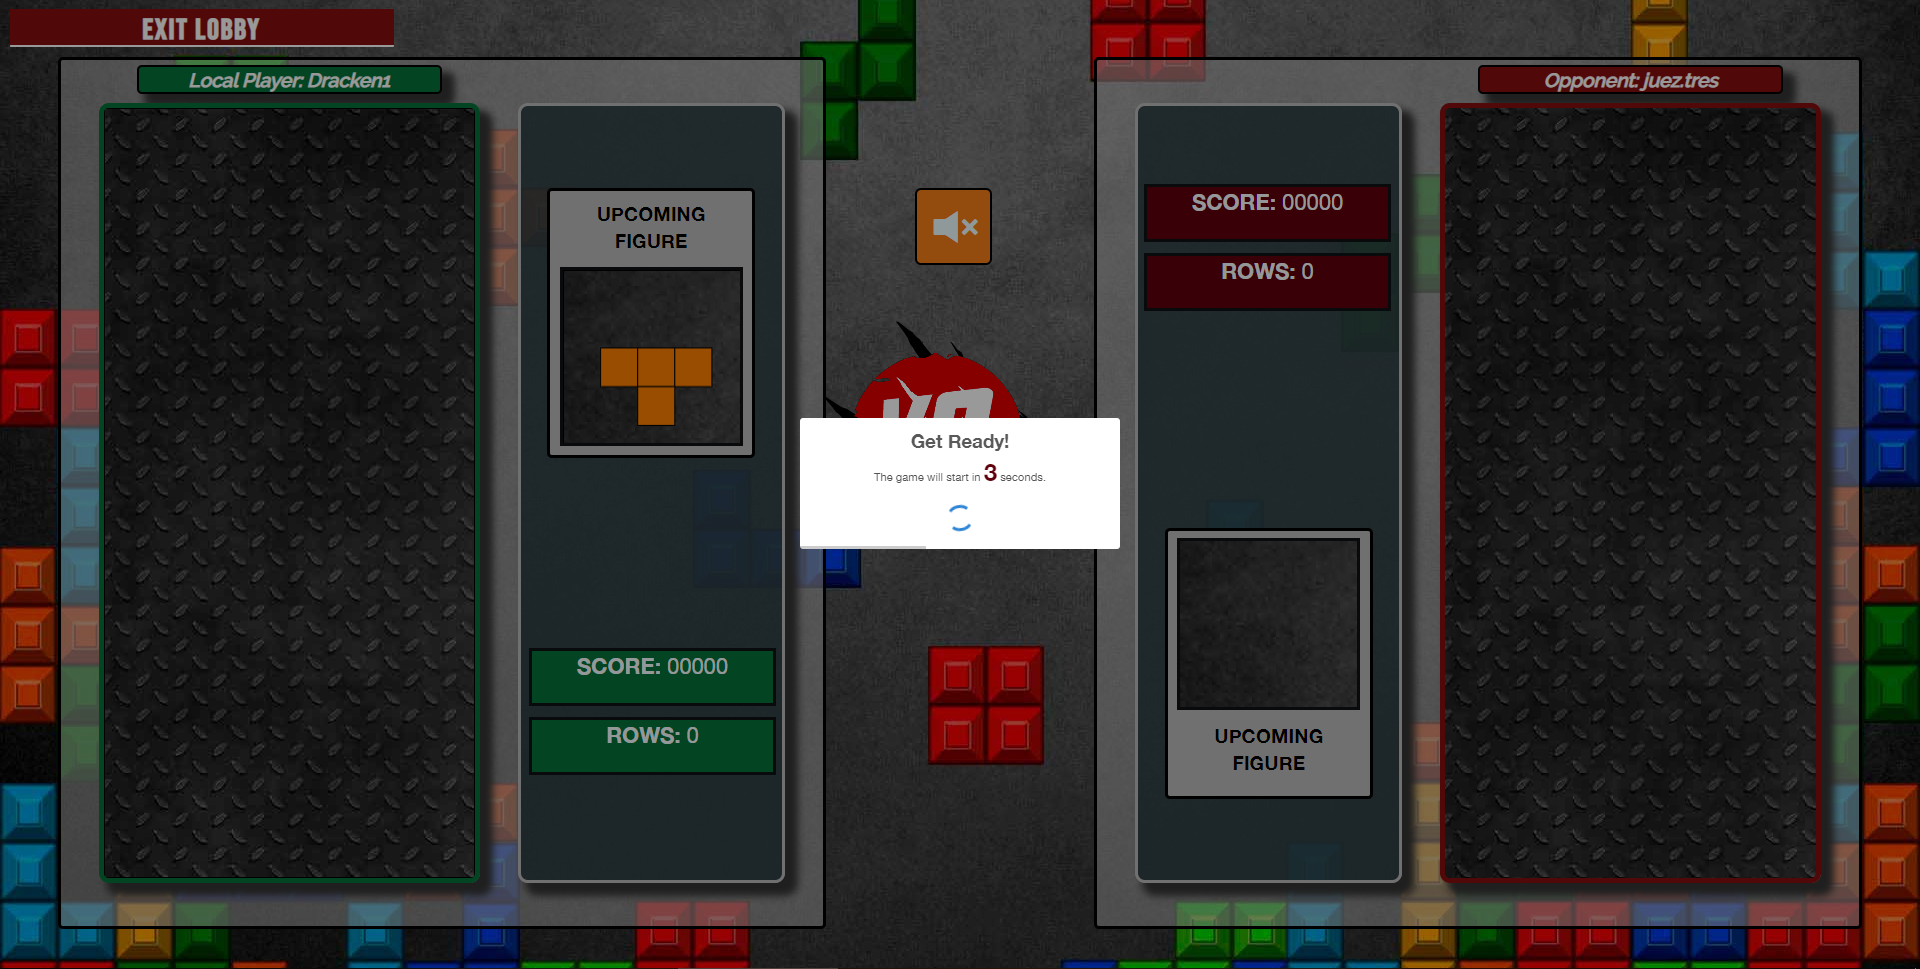 EXIT LOBBY
Local Player: Dracken1
UPCOMING
FIGURE
SCORE: 00000
ROWS: 0
Get Ready!
The game will start in 3 seconds.
Opponent: juez.tres
SCORE: 00000
ROWS: 0
UPCOMING
FIGURE